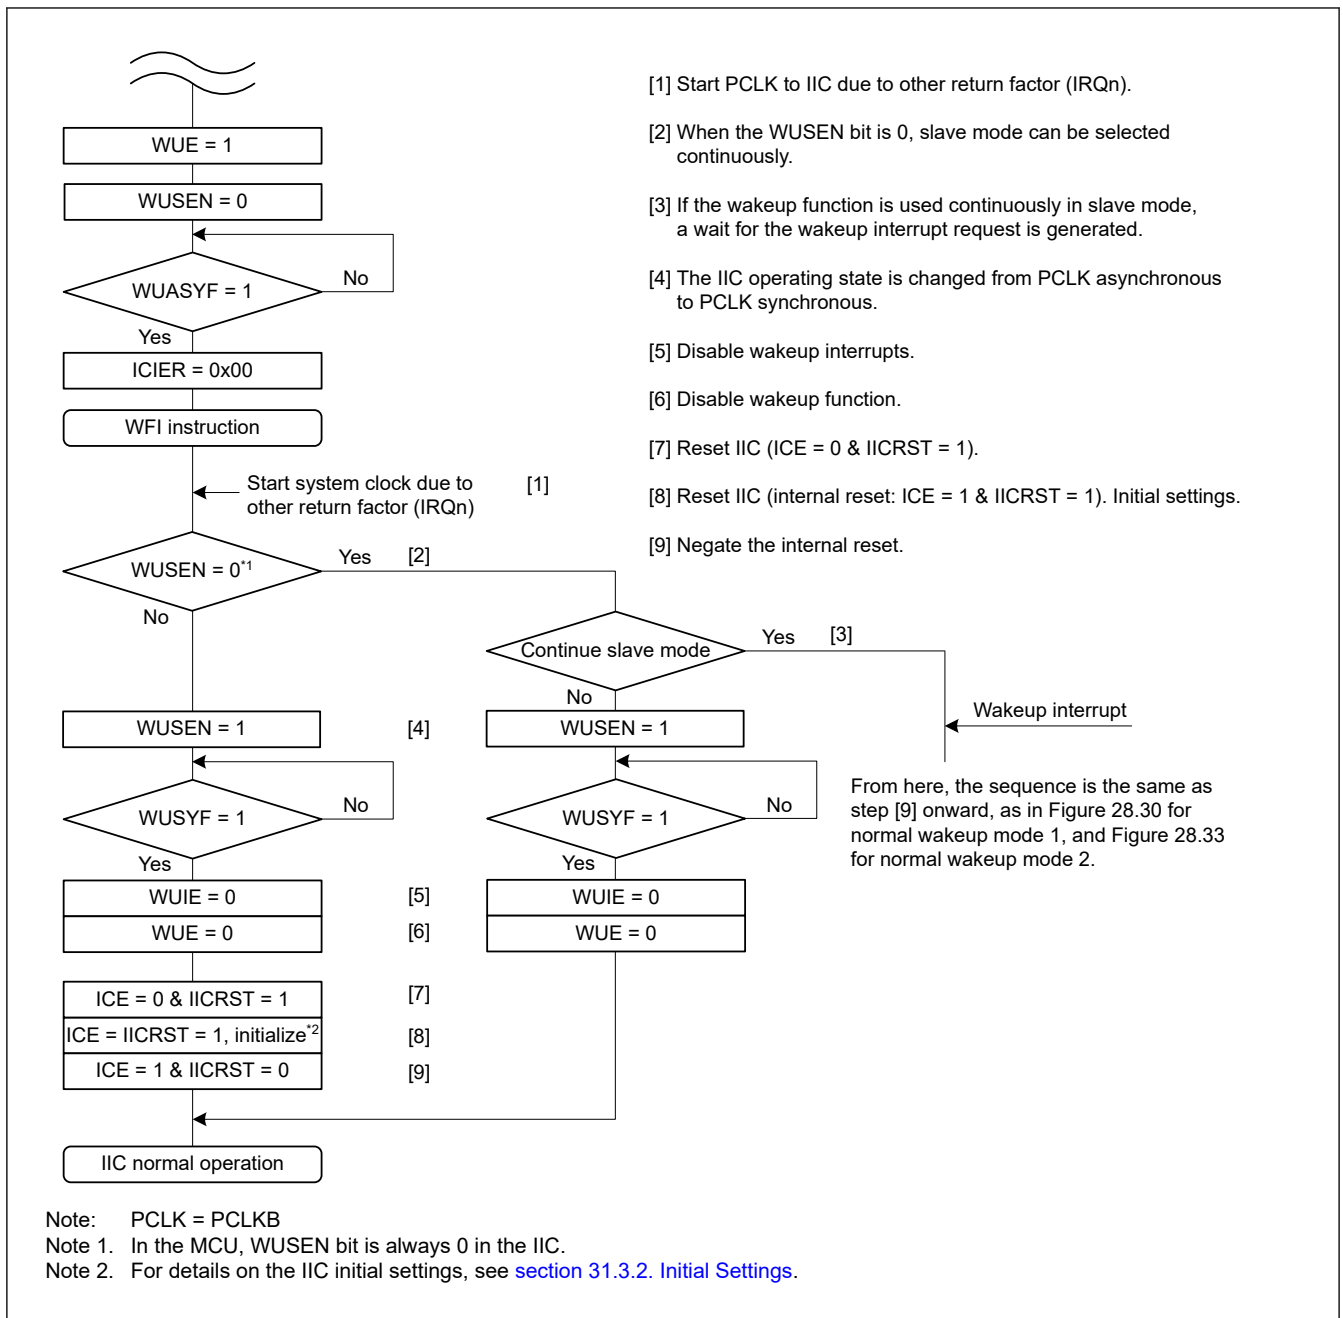 WUE = 1
WUSEN = 0
WUASYF = 1
No
Yes
ICIER = 0x00
WFI instruction
Start system clock due to
other return factor (IRQn)
[1]
WUSEN = 0*1
Yes
[2]
No
Continue slave mode
Yes
[3]
No
Wakeup interrupt
From here, the sequence is the same as
step [9] onward, as in Figure 28.30 for
normal wakeup mode 1, and Figure 28.33
for normal wakeup mode 2.
WUSEN = 1
[4]
WUSEN = 1
WUSYF = 1
No
Yes
WUSYF = 1
No
Yes
WUIE = 0
[5]
WUIE = 0
WUE = 0
[6]
WUE = 0
ICE = 0 & IICRST = 1
[7]
ICE = IICRST = 1, initialize*2
[8]
ICE = 1 & IICRST = 0
[9]
IIC normal operation
[1] Start PCLK to IIC due to other return factor (IRQn).
[2] When the WUSEN bit is 0, slave mode can be selected
continuously.
[3] If the wakeup function is used continuously in slave mode,
a wait for the wakeup interrupt request is generated.
[4] The IIC operating state is changed from PCLK asynchronous
to PCLK synchronous.
[5] Disable wakeup interrupts.
[6] Disable wakeup function.
[7] Reset IIC (ICE = 0 & IICRST = 1).
[8] Reset IIC (internal reset: ICE = 1 & IICRST = 1). Initial settings.
[9] Negate the internal reset.
Note: PCLK = PCLKB
Note 1. In the MCU, WUSEN bit is always 0 in the IIC.
Note 2. For details on the IIC initial settings, see section 31.3.2. Initial Settings.